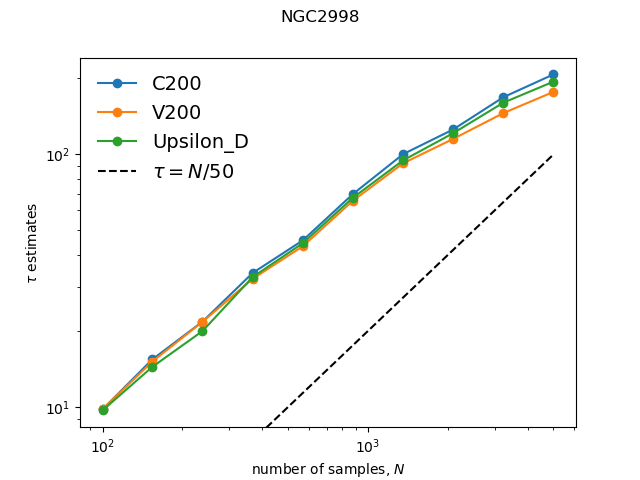 NGC2998
C200
V200
Upsilon_D
τ = N/50
10²
10¹
τ estimates
10²
10³
number of samples, N